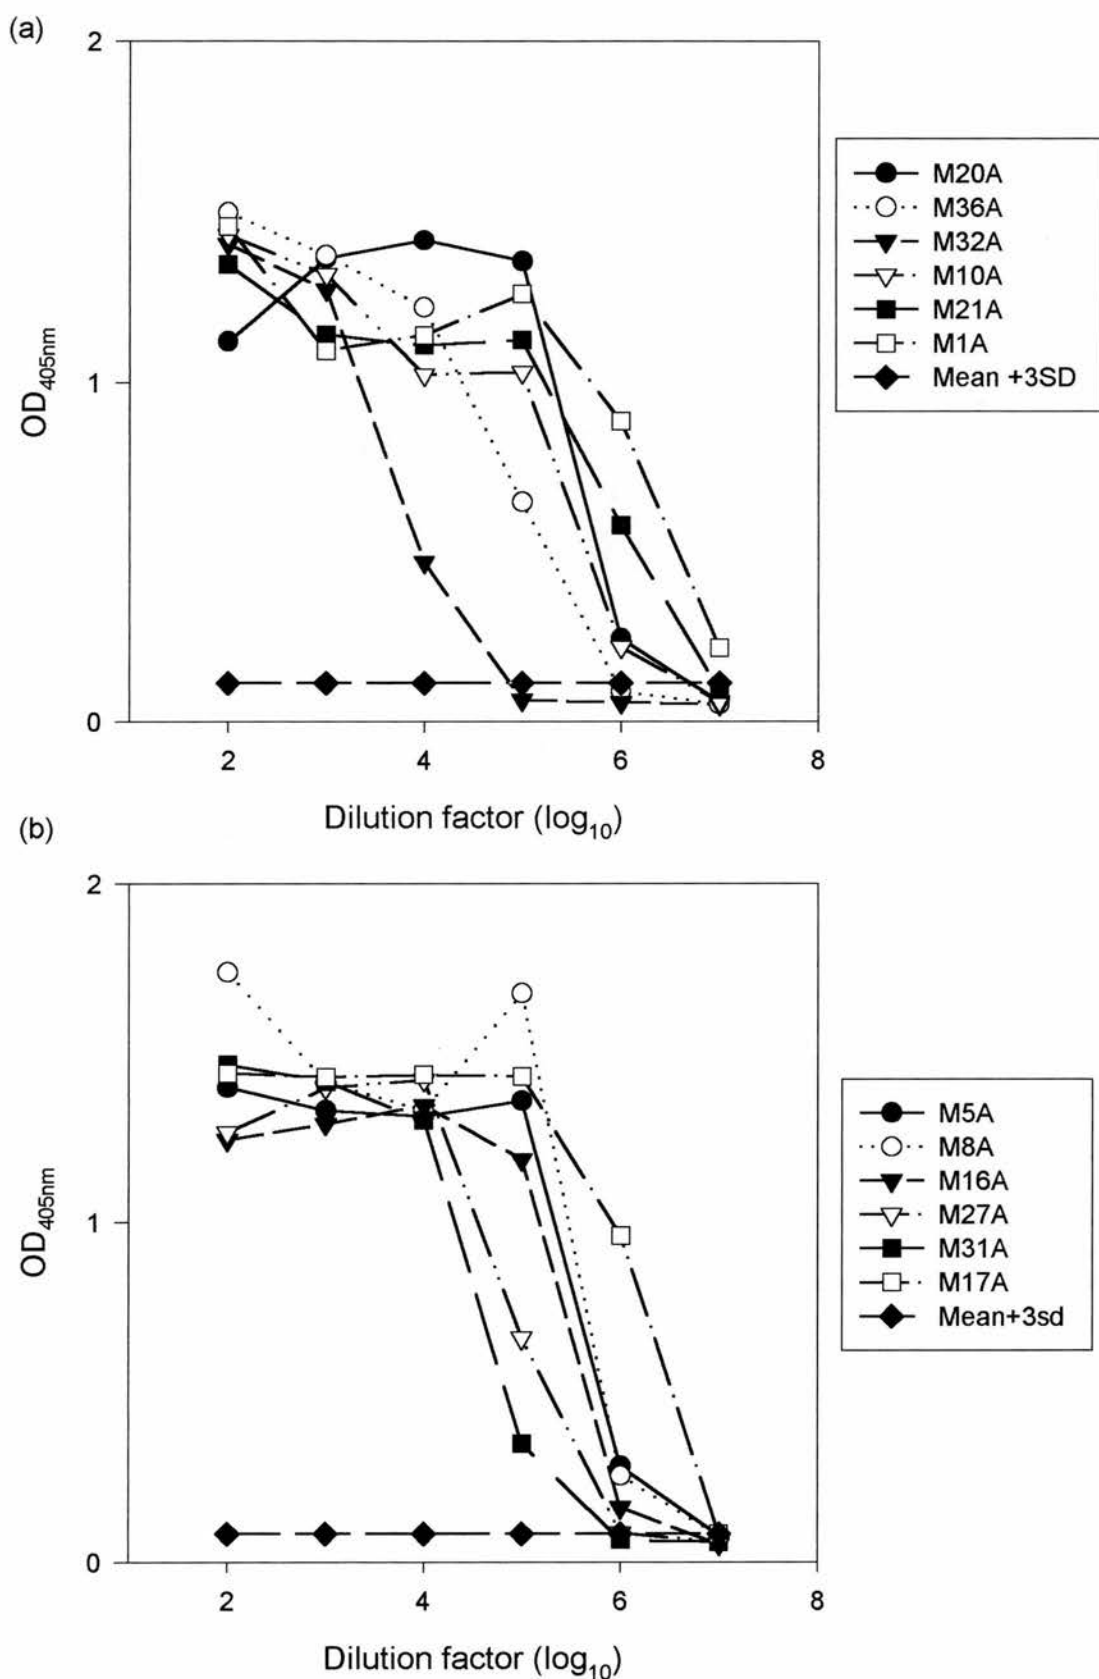 (a)
2
1
0
OD405nm
2
4
6
8
Dilution factor (log10)
M20A
M36A
M32A
M10A
M21A
M1A
Mean +3SD
(b)
2
1
0
OD405nm
2
4
6
8
Dilution factor (log10)
M5A
M8A
M16A
M27A
M31A
M17A
Mean+3sd